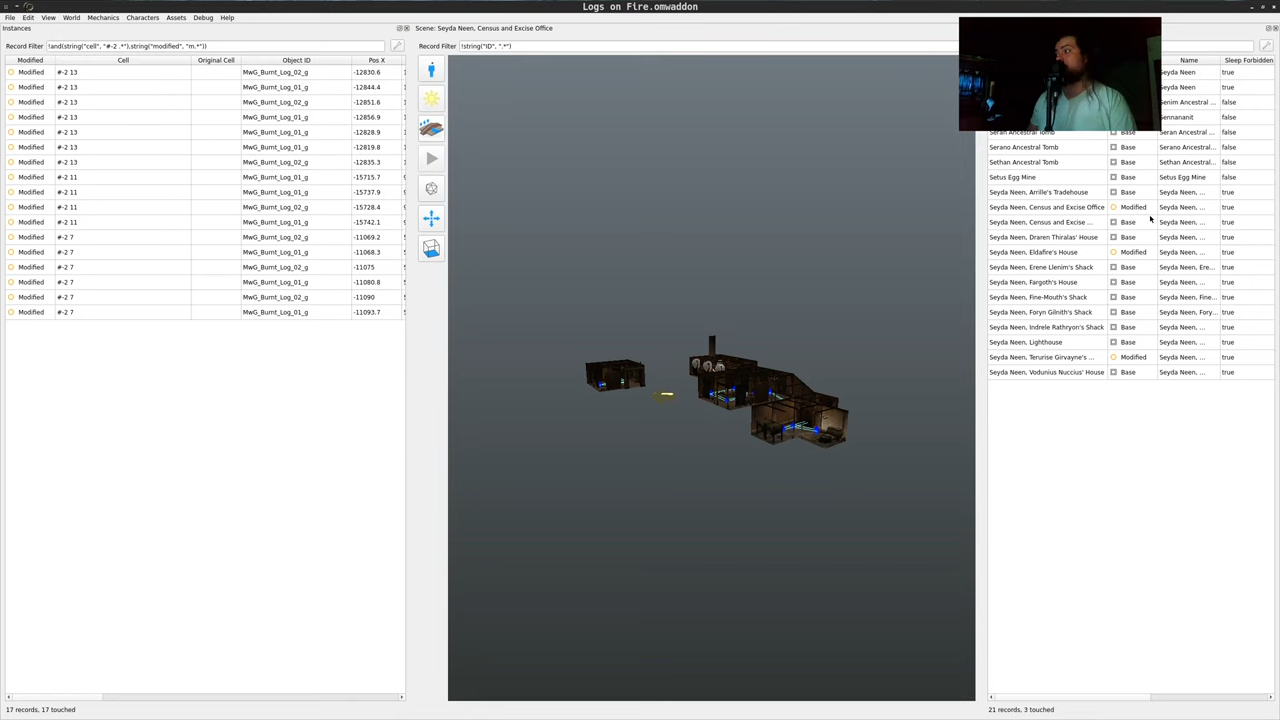 Logs on Fire.omwaddon
File Edit View World Mechanics Characters Assets Debug Help
Instances
Record Filter !and(string("cell", "#-2 .*"),string("modified", "m.*"))
Modified Cell Original Cell Object ID Pos X
Modified #-2 13 MwG_Burnt_Log_02_g -12830.6
Modified #-2 13 MwG_Burnt_Log_01_g -12844.4
Modified #-2 13 MwG_Burnt_Log_02_g -12851.6
Modified #-2 13 MwG_Burnt_Log_01_g -12856.9
Modified #-2 13 MwG_Burnt_Log_02_g -12828.9
Modified #-2 13 MwG_Burnt_Log_01_g -12819.8
Modified #-2 13 MwG_Burnt_Log_02_g -12835.3
Modified #-2 11 MwG_Burnt_Log_01_g -15715.7
Modified #-2 11 MwG_Burnt_Log_01_g -15737.9
Modified #-2 11 MwG_Burnt_Log_02_g -15728.4
Modified #-2 11 MwG_Burnt_Log_01_g -15742.1
Modified #-2 7 MwG_Burnt_Log_02_g -11069.2
Modified #-2 7 MwG_Burnt_Log_01_g -11068.3
Modified #-2 7 MwG_Burnt_Log_02_g -11075
Modified #-2 7 MwG_Burnt_Log_01_g -11080.8
Modified #-2 7 MwG_Burnt_Log_02_g -11090
Modified #-2 7 MwG_Burnt_Log_01_g -11093.7
17 records, 17 touched
Scene: Seyda Neen, Census and Excise Office
Record Filter !string("ID", ".*")
Name Sleep Forbidden
Seyda Neen true
Seyda Neen true
Senim Ancestral ... false
Sennananit false
Seran Ancestral Tomb Base Seran Ancestral ... false
Serano Ancestral Tomb Base Serano Ancestral... false
Sethan Ancestral Tomb Base Sethan Ancestral... false
Setus Egg Mine Base Setus Egg Mine false
Seyda Neen, Arrille's Tradehouse Base Seyda Neen, ... true
Seyda Neen, Census and Excise Office Modified Seyda Neen, ... true
Seyda Neen, Census and Excise ... Base Seyda Neen, ... true
Seyda Neen, Draren Thiralas' House Base Seyda Neen, ... true
Seyda Neen, Eldafire's House Modified Seyda Neen, ... true
Seyda Neen, Erene Llenim's Shack Base Seyda Neen, Ere... true
Seyda Neen, Fargoth's House Base Seyda Neen, ... true
Seyda Neen, Fine-Mouth's Shack Base Seyda Neen, Fine... true
Seyda Neen, Foryn Gilnith's Shack Base Seyda Neen, Fory... true
Seyda Neen, Indrele Rathryon's Shack Base Seyda Neen, ... true
Seyda Neen, Lighthouse Base Seyda Neen, ... true
Seyda Neen, Terurise Girvayne's ... Modified Seyda Neen, ... true
Seyda Neen, Vodunius Nuccius' House Base Seyda Neen, ... true
21 records, 3 touched